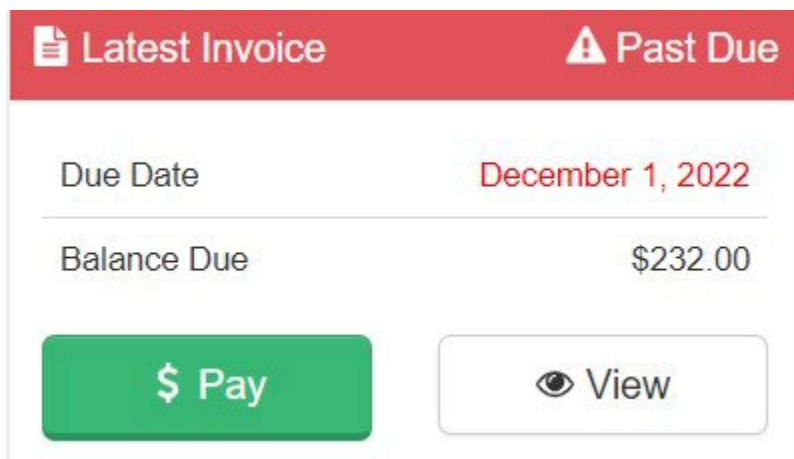 Latest Invoice Past Due
Due Date December 1, 2022
Balance Due $232.00
$ Pay View